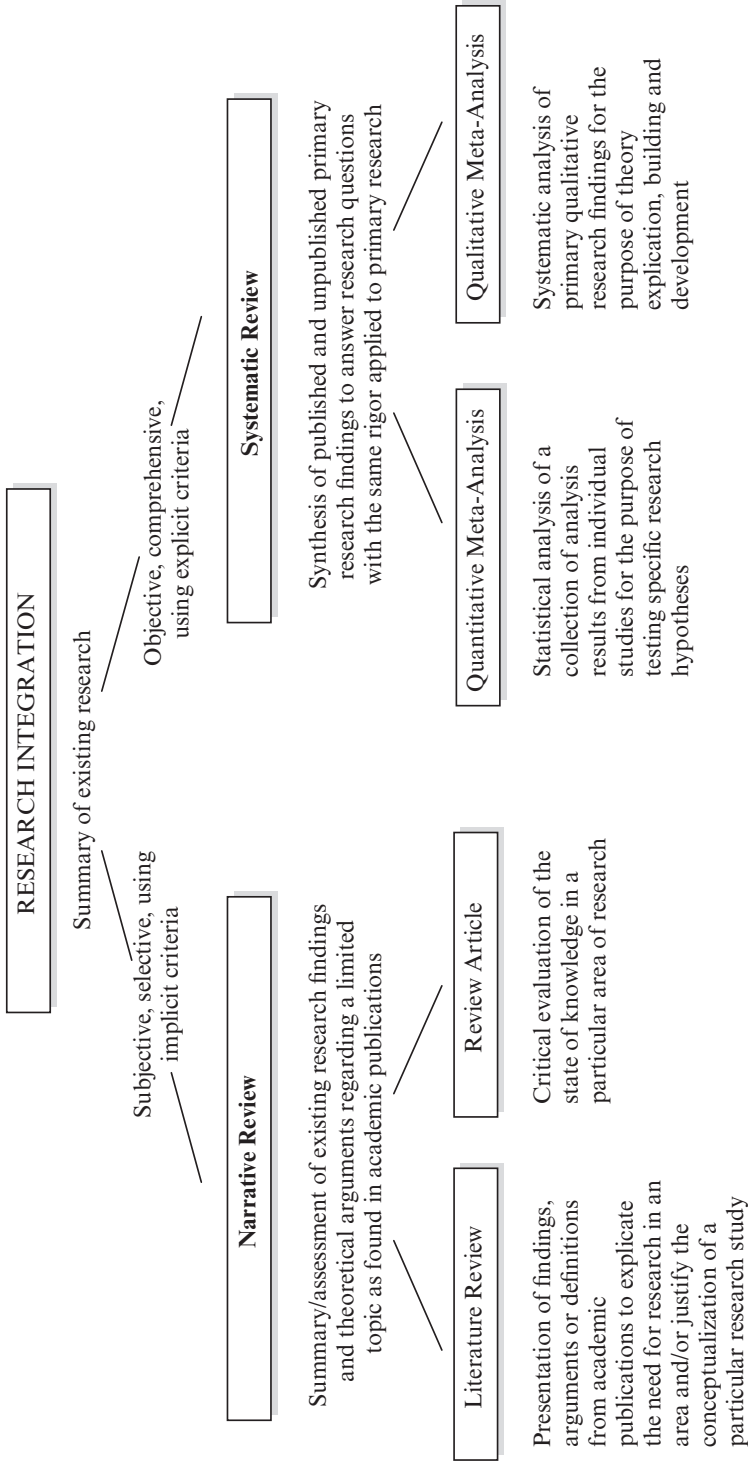 RESEARCH INTEGRATION
Summary of existing research
Subjective, selective, using
implicit criteria
Objective, comprehensive,
using explicit criteria
Narrative Review
Summary/assessment of existing research findings
and theoretical arguments regarding a limited
topic as found in academic publications
Systematic Review
Synthesis of published and unpublished primary
research findings to answer research questions
with the same rigor applied to primary research
Literature Review
Presentation of findings,
arguments or definitions
from academic
publications to explicate
the need for research in an
area and/or justify the
conceptualization of a
particular research study
Review Article
Critical evaluation of the
state of knowledge in a
particular area of research
Quantitative Meta-Analysis
Statistical analysis of a
collection of analysis
results from individual
studies for the purpose of
testing specific research
hypotheses
Qualitative Meta-Analysis
Systematic analysis of
primary qualitative
research findings for the
purpose of theory
explication, building and
development